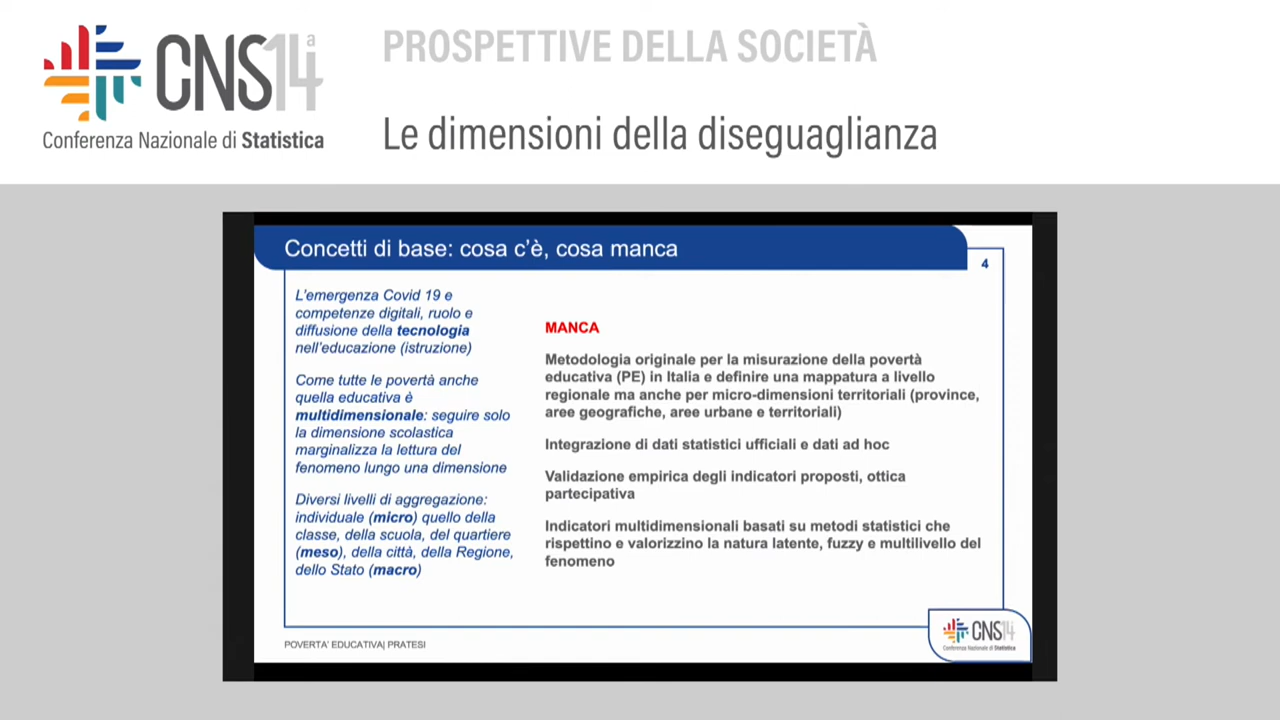 CNS14a
Conferenza Nazionale di Statistica
PROSPETTIVE DELLA SOCIETÀ
Le dimensioni della diseguaglianza
Concetti di base: cosa c'è, cosa manca
4
L'emergenza Covid 19 e
competenze digitali, ruolo e
diffusione della tecnologia
nell'educazione (istruzione)
Come tutte le povertà anche
quella educativa è
multidimensionale: seguire solo
la dimensione scolastica
marginalizza la lettura del
fenomeno lungo una dimensione
Diversi livelli di aggregazione:
individuale (micro) quello della
classe, della scuola, del quartiere
(meso), della città, della Regione,
dello Stato (macro)
MANCA
Metodologia originale per la misurazione della povertà
educativa (PE) in Italia e definire una mappatura a livello
regionale ma anche per micro-dimensioni territoriali (province,
aree geografiche, aree urbane e territoriali)
Integrazione di dati statistici ufficiali e dati ad hoc
Validazione empirica degli indicatori proposti, ottica
partecipativa
Indicatori multidimensionali basati su metodi statistici che
rispettino e valorizzino la natura latente, fuzzy e multilivello del
fenomeno
POVERTA' EDUCATIVA| PRATESI
CNS14
Conferenza Nazionale di Statistica